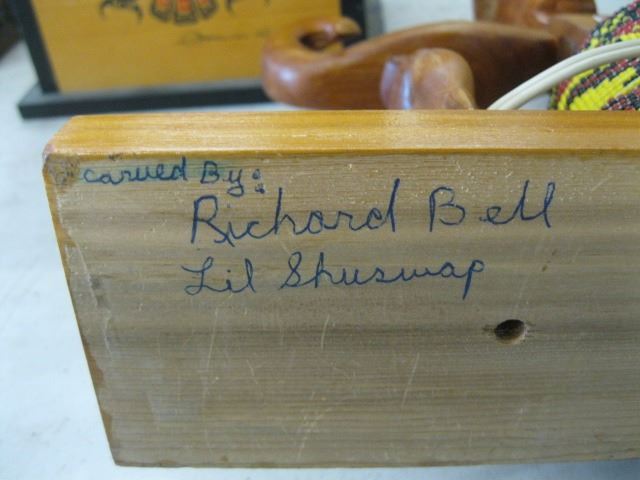 carved By:
Richard Bell
Lil Shuswap